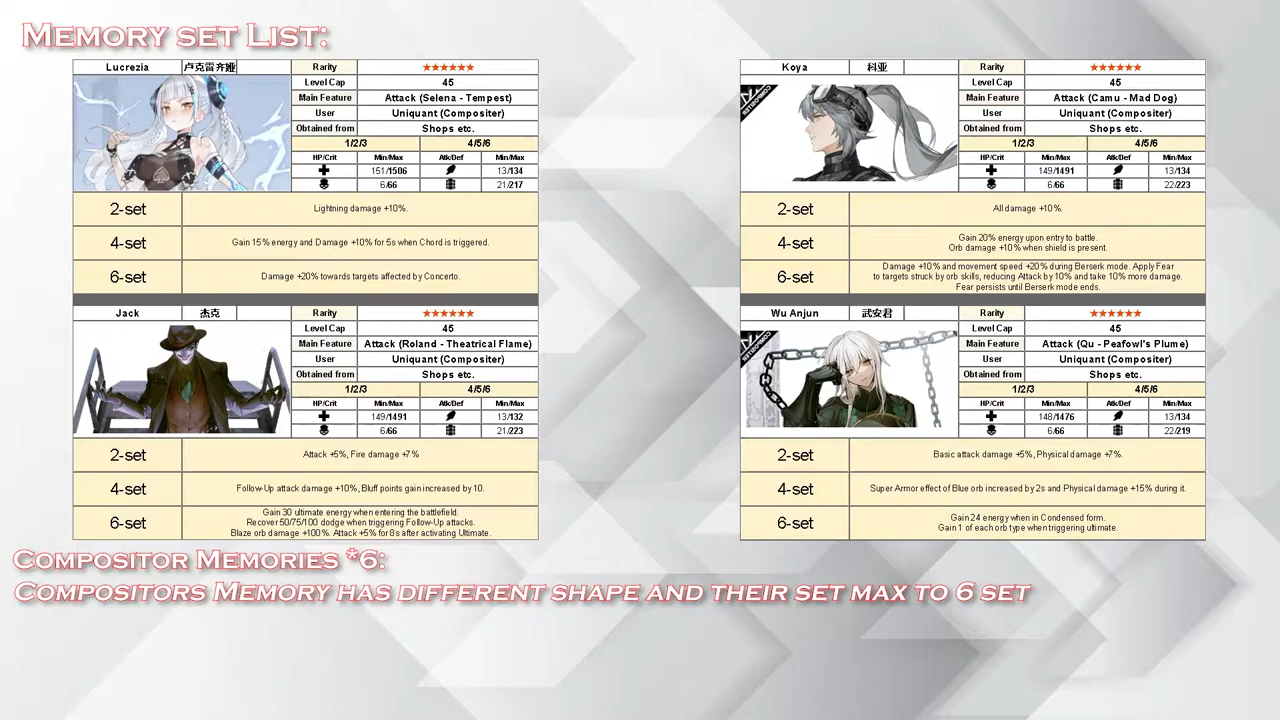 Memory set List:
Lucrezia 卢克雷齐娅 Rarity ★★★★★★
Level Cap 45
Main Feature Attack (Selena - Tempest)
User Uniquant (Compositer)
Obtained from Shops etc.
1/2/3 4/5/6
HP/Crit Min/Max Atk/Def Min/Max
151/1506 13/134
6/66 21/217
2-set Lightning damage +10%.
4-set Gain 15% energy and Damage +10% for 5s when Chord is triggered.
6-set Damage +20% towards targets affected by Concerto.
Koya 科亚 Rarity ★★★★★★
Level Cap 45
Main Feature Attack (Camu - Mad Dog)
User Uniquant (Compositer)
Obtained from Shops etc.
1/2/3 4/5/6
HP/Crit Min/Max Atk/Def Min/Max
149/1491 13/134
6/66 22/223
2-set All damage +10%.
4-set Gain 20% energy upon entry to battle.
Orb damage +10% when shield is present.
6-set Damage +10% and movement speed +20% during Berserk mode. Apply Fear
to targets struck by orb skills, reducing Attack by 10% and take 10% more damage.
Fear persists until Berserk mode ends.
Jack 杰克 Rarity ★★★★★★
Level Cap 45
Main Feature Attack (Roland - Theatrical Flame)
User Uniquant (Compositer)
Obtained from Shops etc.
1/2/3 4/5/6
HP/Crit Min/Max Atk/Def Min/Max
149/1491 13/132
6/66 21/223
2-set Attack +5%, Fire damage +7%
4-set Follow-Up attack damage +10%, Bluff points gain increased by 10.
6-set Gain 30 ultimate energy when entering the battlefield.
Recover 50/75/100 dodge when triggering Follow-Up attacks.
Blaze orb damage +100%. Attack +5% for 8s after activating Ultimate.
Wu Anjun 武安君 Rarity ★★★★★★
Level Cap 45
Main Feature Attack (Qu - Peafowl's Plume)
User Uniquant (Compositer)
Obtained from Shops etc.
1/2/3 4/5/6
HP/Crit Min/Max Atk/Def Min/Max
148/1476 13/134
6/66 22/219
2-set Basic attack damage +5%, Physical damage +7%.
4-set Super Armor effect of Blue orb increased by 2s and Physical damage +15% during it.
6-set Gain 24 energy when in Condensed form.
Gain 1 of each orb type when triggering ultimate.
Compositor Memories *6:
Compositors Memory has different shape and their set max to 6 set